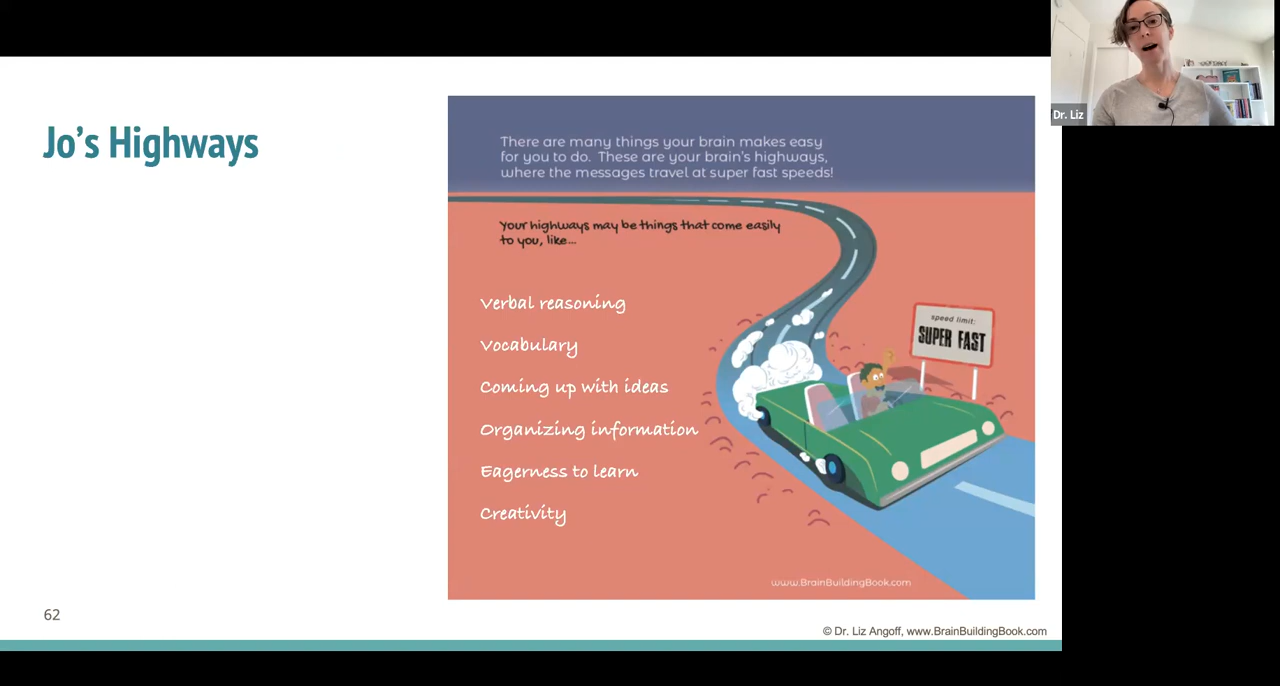 Dr. Liz
Jo's Highways
There are many things your brain makes easy
for you to do. These are your brain's highways,
where the messages travel at super fast speeds!
Your highways may be things that come easily
to you, like...
Verbal reasoning
Vocabulary
Coming up with ideas
Organizing information
Eagerness to learn
Creativity
speed limit:
SUPER FAST
www.BrainBuildingBook.com
62
© Dr. Liz Angoff, www.BrainBuildingBook.com